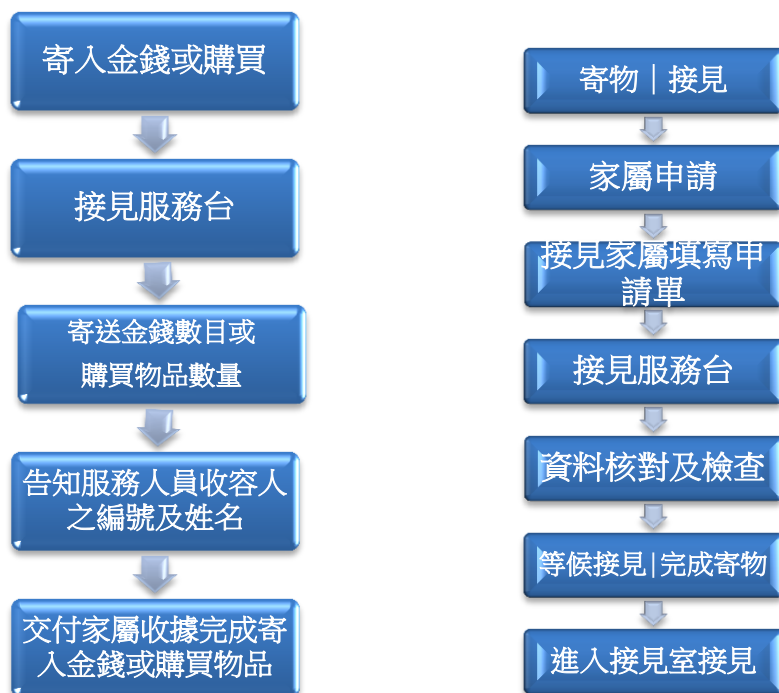 寄入金錢或購買
接見服務台
寄送金錢數目或
購買物品數量
告知服務人員收容人
之編號及姓名
交付家屬收據完成寄
入金錢或購買物品
寄物｜接見
家屬申請
接見家屬填寫申
請單
接見服務台
資料核對及檢查
等候接見|完成寄物
進入接見室接見